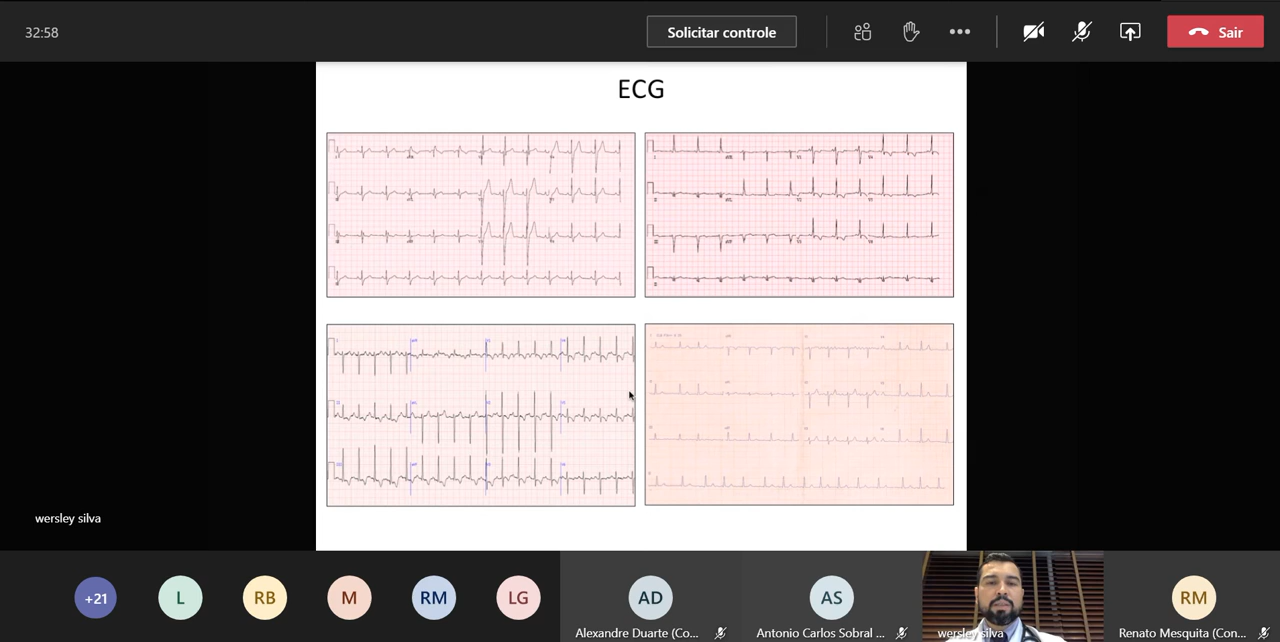 32:58
Solicitar controle
Sair
ECG
wersley silva
+21
L
RB
M
RM
LG
AD
AS
RM
Alexandre Duarte (Co...
Antonio Carlos Sobral ...
wersley silva
Renato Mesquita (Con...